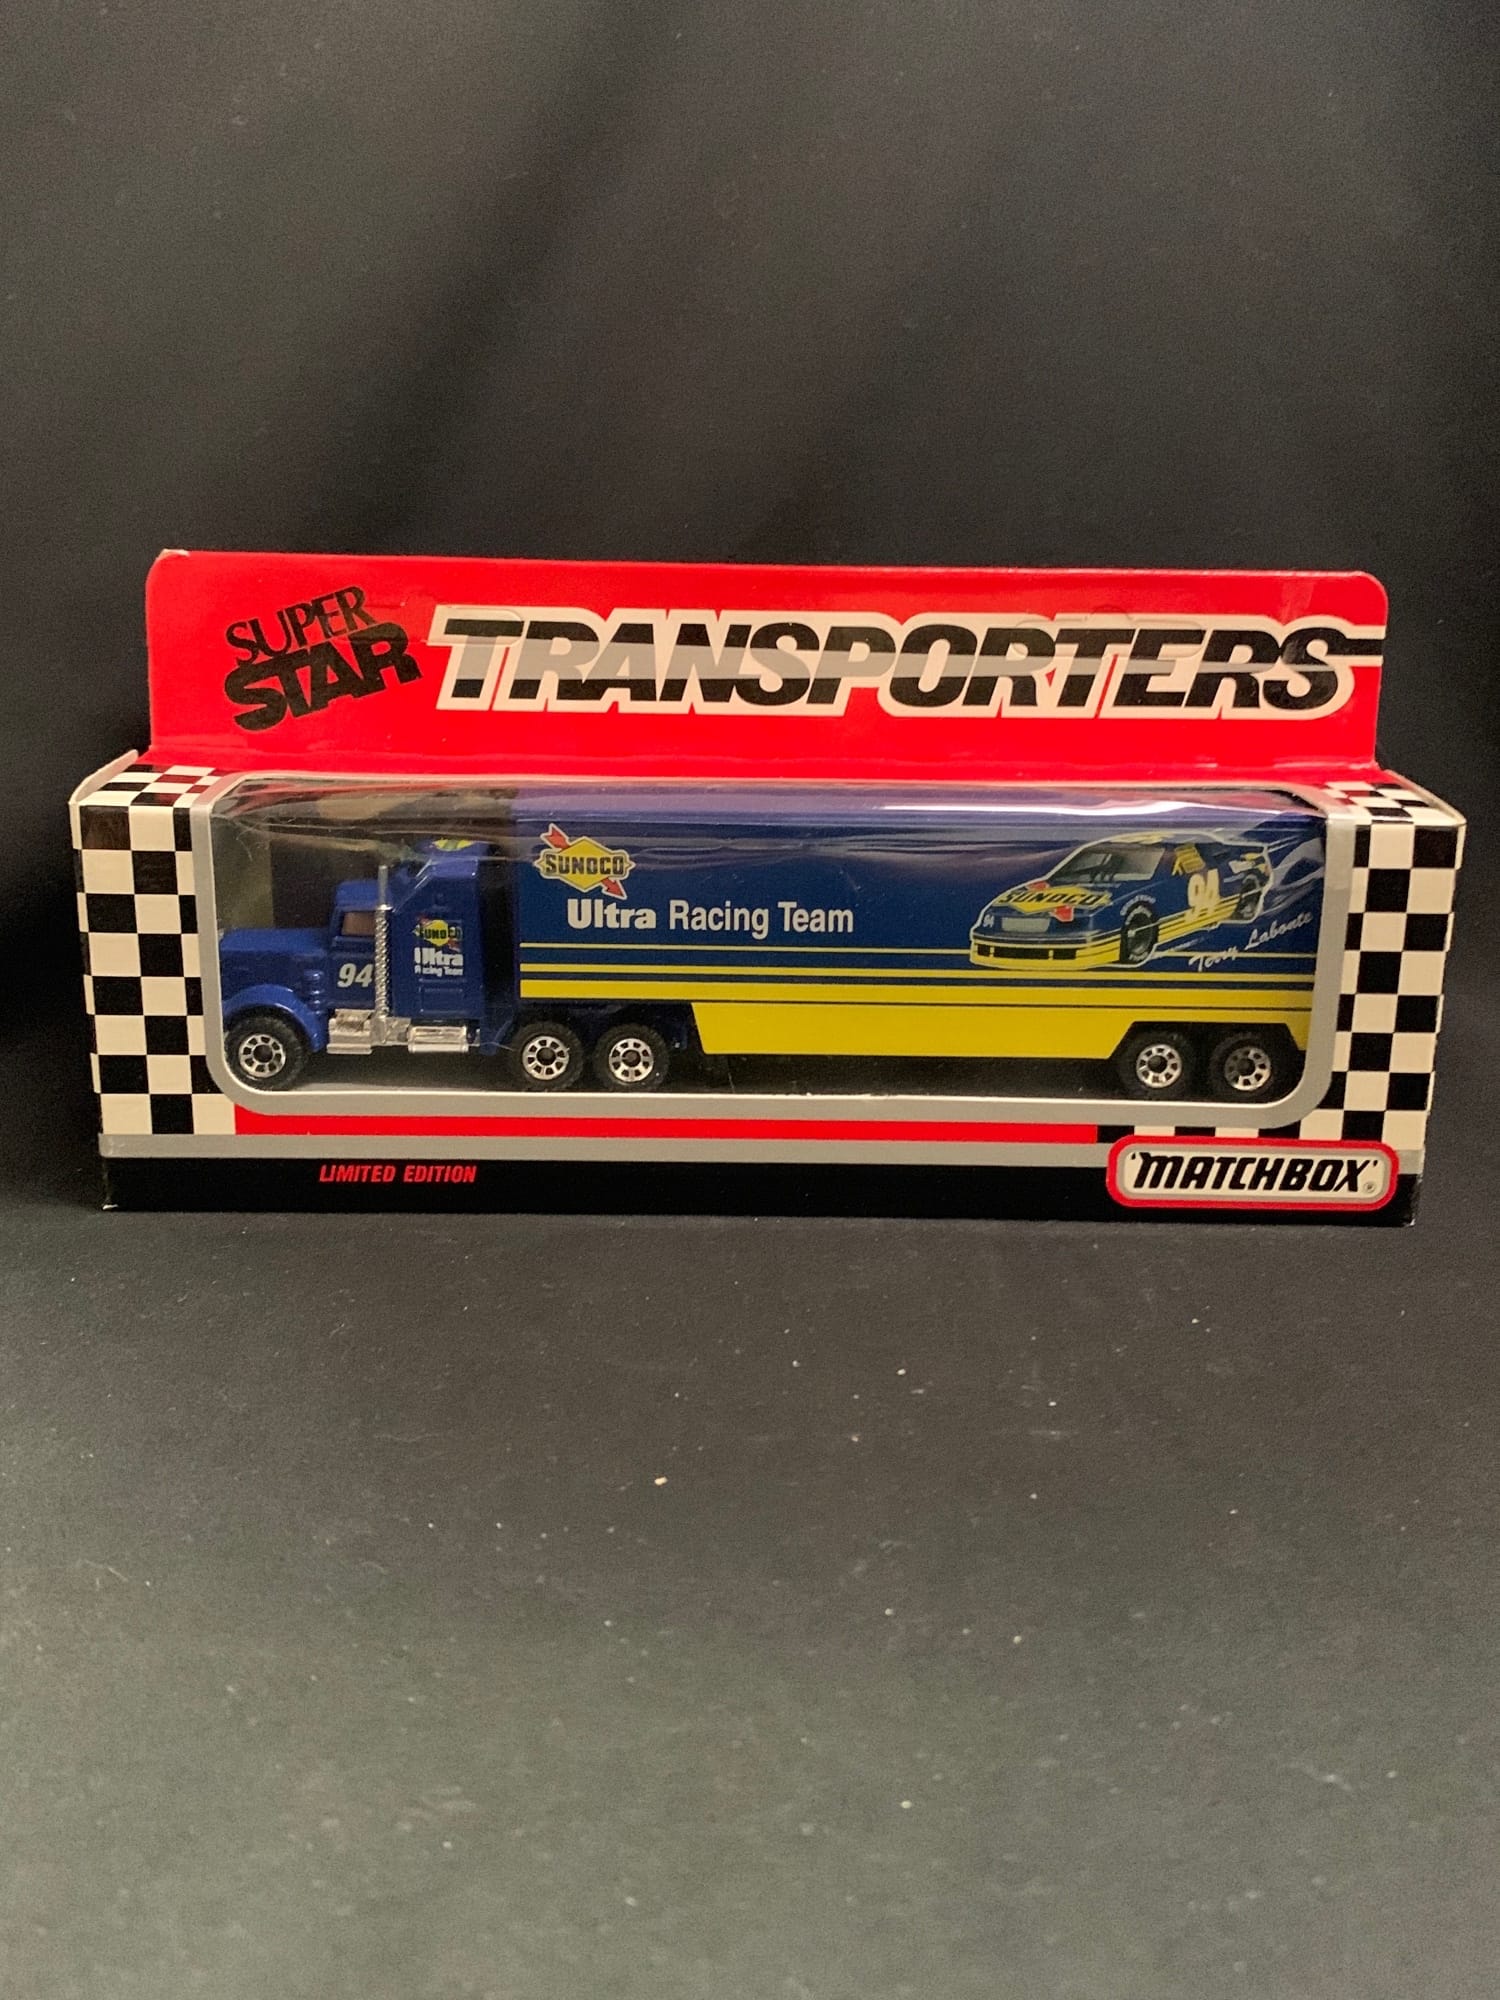 SUPER
STAR
TRANSPORTERS
SUNOCO
Ultra Racing Team
94
SUNOCO
Ultra
Racing Team
SUNOCO
94
94
Terry Labonte
LIMITED EDITION
'MATCHBOX'®